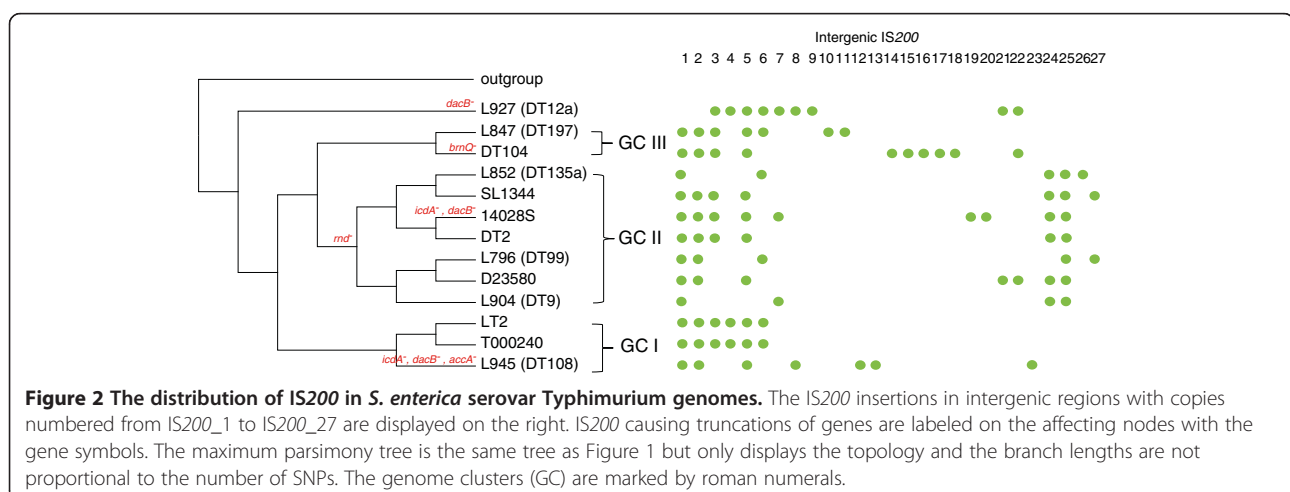 Intergenic IS200
1 2 3 4 5 6 7 8 9 10 11 12 13 14 15 16 17 18 19 20 21 22 23 24 25 26 27
outgroup
dacB⁻ L927 (DT12a)
L847 (DT197)
GC III
brnQ⁻ DT104
L852 (DT135a)
SL1344
icdA⁻, dacB⁻ 14028S
rnd⁻ DT2 GC II
L796 (DT99)
D23580
L904 (DT9)
LT2
T000240 GC I
icdA⁻, dacB⁻, accA⁻ L945 (DT108)
Figure 2 The distribution of IS200 in S. enterica serovar Typhimurium genomes. The IS200 insertions in intergenic regions with copies
numbered from IS200_1 to IS200_27 are displayed on the right. IS200 causing truncations of genes are labeled on the affecting nodes with the
gene symbols. The maximum parsimony tree is the same tree as Figure 1 but only displays the topology and the branch lengths are not
proportional to the number of SNPs. The genome clusters (GC) are marked by roman numerals.